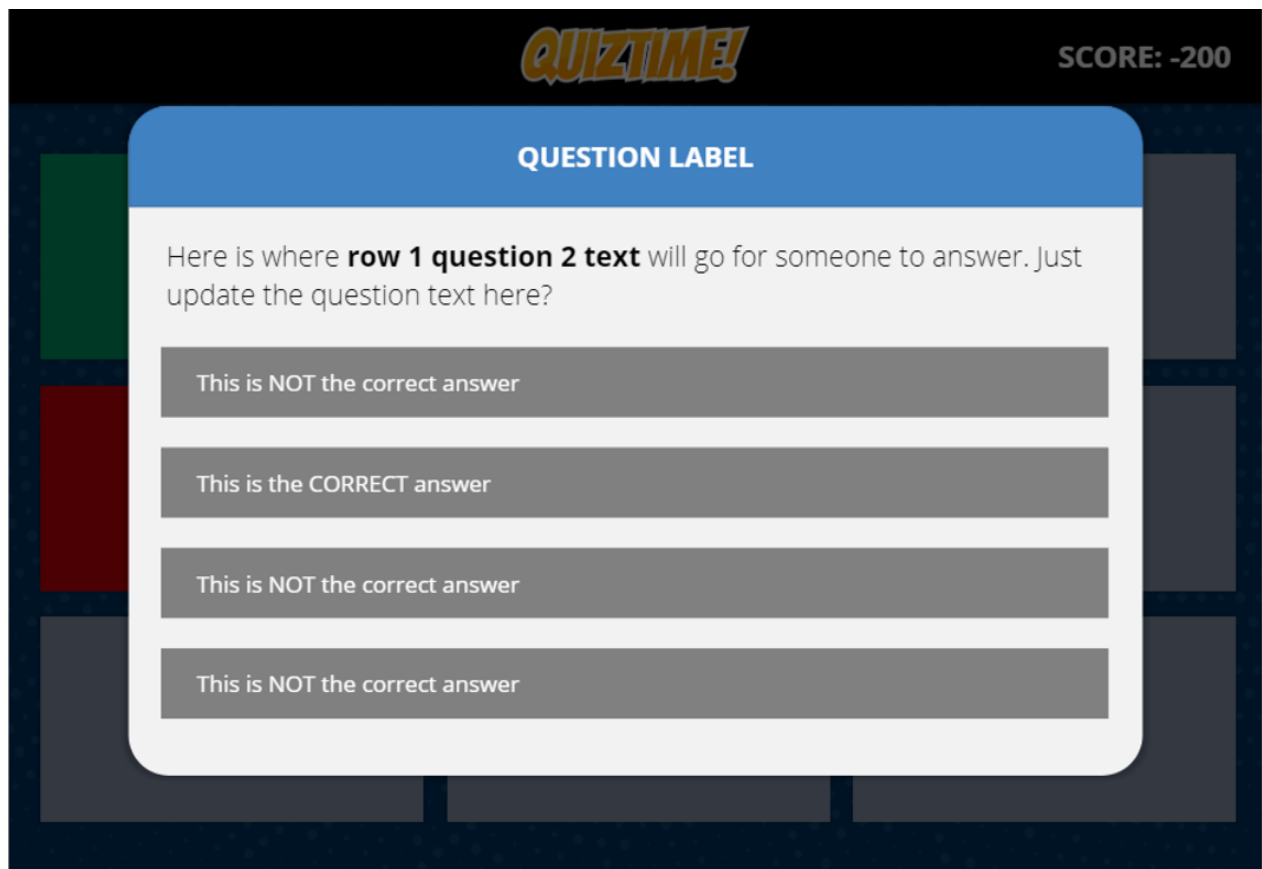 QUIZTIME!
SCORE: -200
QUESTION LABEL
Here is where row 1 question 2 text will go for someone to answer. Just
update the question text here?
This is NOT the correct answer
This is the CORRECT answer
This is NOT the correct answer
This is NOT the correct answer